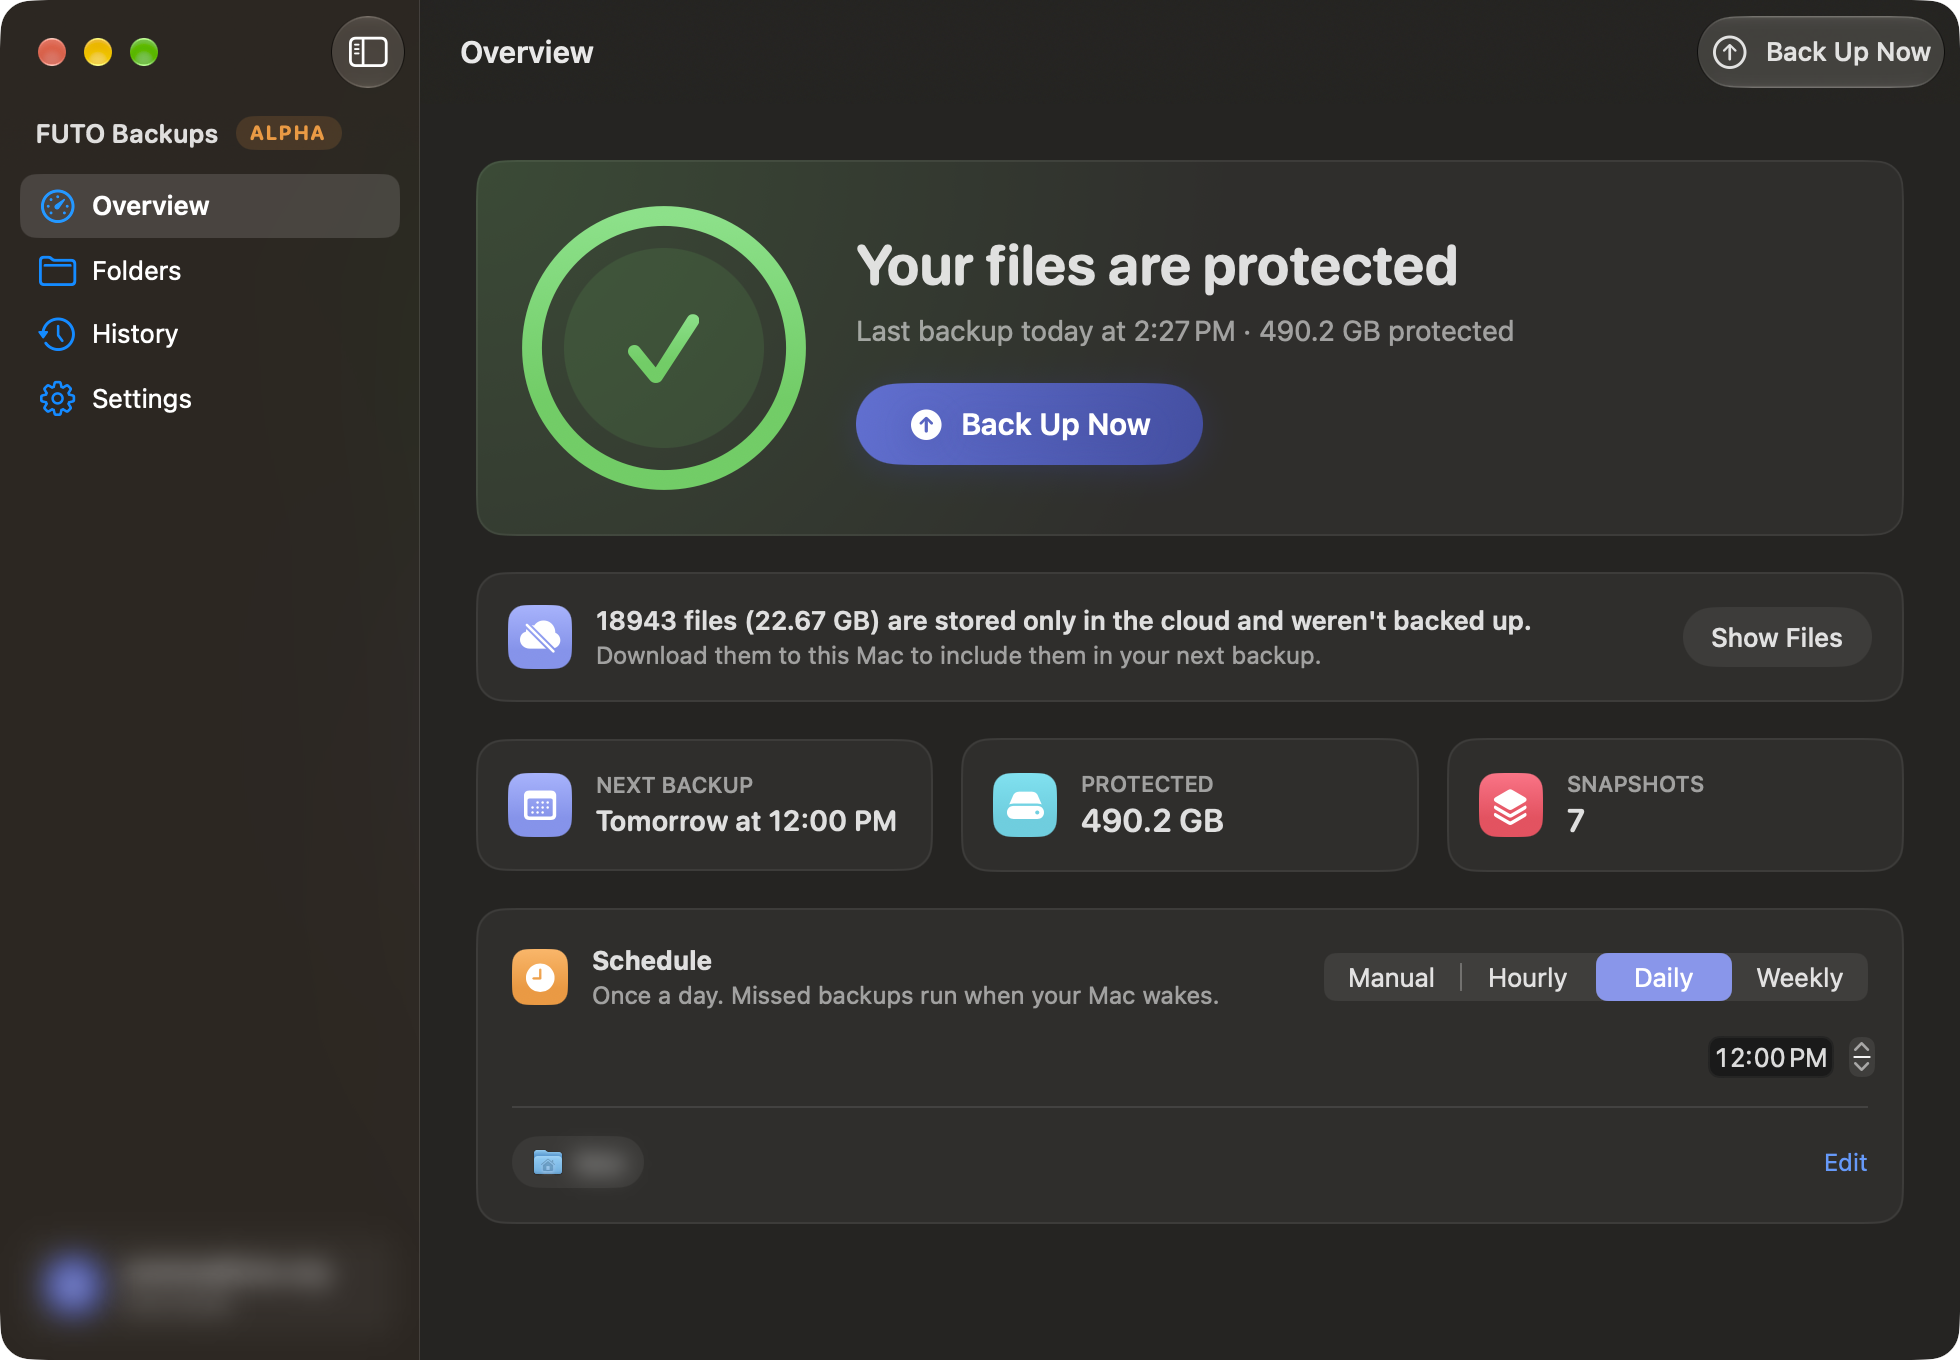 Overview
Back Up Now
FUTO Backups ALPHA
Overview
Folders
History
Settings
Your files are protected
Last backup today at 2:27 PM · 490.2 GB protected
Back Up Now
18943 files (22.67 GB) are stored only in the cloud and weren't backed up.
Download them to this Mac to include them in your next backup.
Show Files
NEXT BACKUP
Tomorrow at 12:00 PM
PROTECTED
490.2 GB
SNAPSHOTS
7
Schedule
Once a day. Missed backups run when your Mac wakes.
Manual Hourly Daily Weekly
12:00 PM
Edit